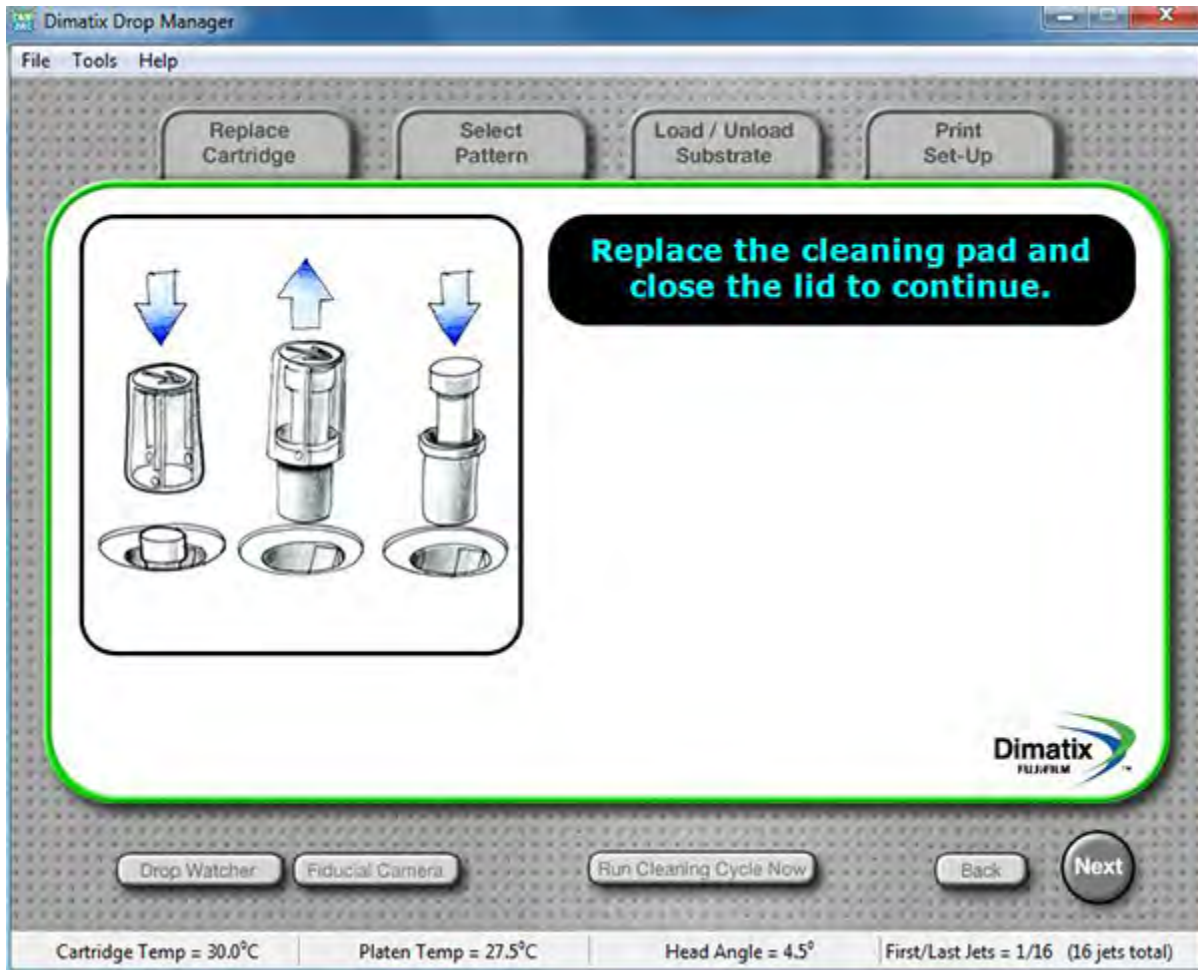 Dimatix Drop Manager
File Tools Help
Replace
Cartridge
Select
Pattern
Load / Unload
Substrate
Print
Set-Up
Replace the cleaning pad and
close the lid to continue.
Dimatix
FUJIFILM
™
Drop Watcher
Fiducial Camera
Run Cleaning Cycle Now
Back
Next
Cartridge Temp = 30.0°C
Platen Temp = 27.5°C
Head Angle = 4.5°
First/Last Jets = 1/16 (16 jets total)